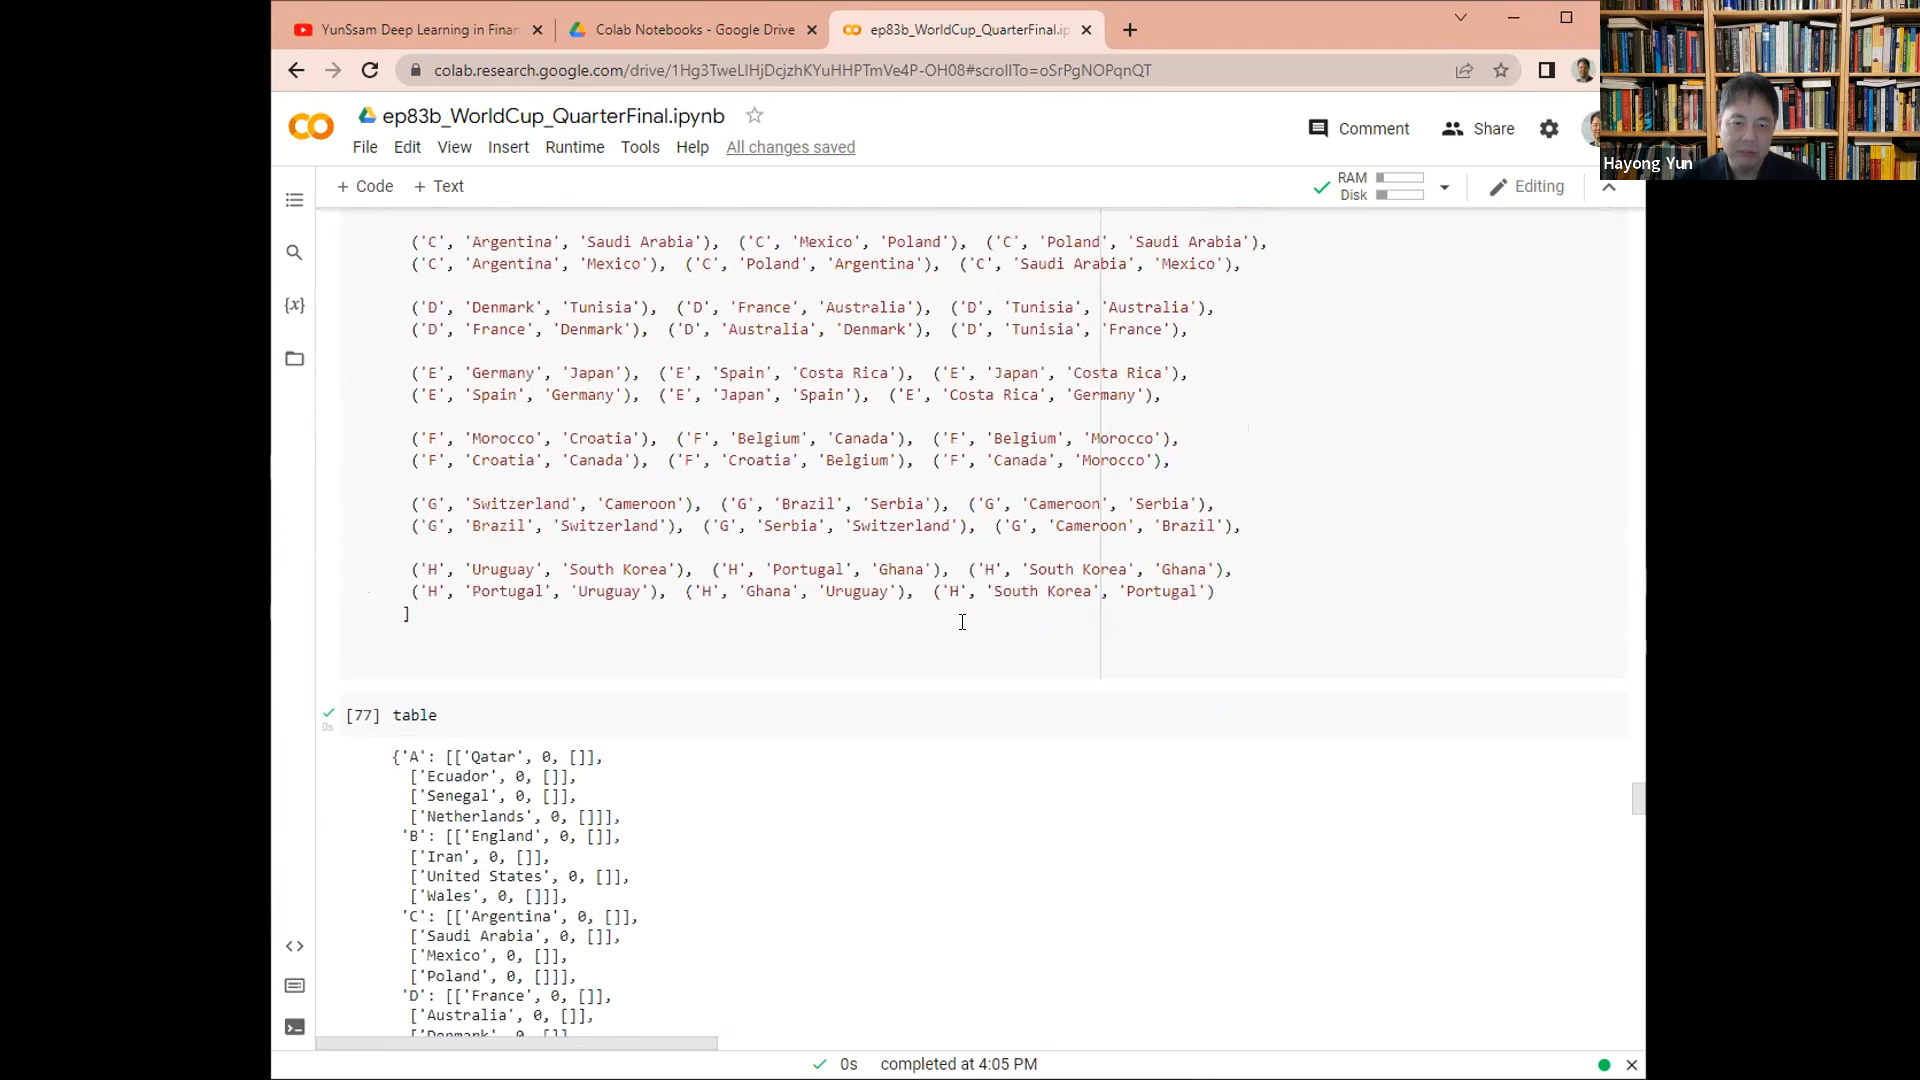 YunSsam Deep Learning in Finan
Colab Notebooks - Google Drive
ep83b_WorldCup_QuarterFinal.ip
colab.research.google.com/drive/1Hg3TweLIHjDcjzhKYuHHPTmVe4P-OH08#scrollTo=oSrPgNOPqnQT
ep83b_WorldCup_QuarterFinal.ipynb
Comment
Share
Hayong Yun
File Edit View Insert Runtime Tools Help All changes saved
+ Code + Text
RAM
Disk
Editing
('C', 'Argentina', 'Saudi Arabia'), ('C', 'Mexico', 'Poland'), ('C', 'Poland', 'Saudi Arabia'),
('C', 'Argentina', 'Mexico'), ('C', 'Poland', 'Argentina'), ('C', 'Saudi Arabia', 'Mexico'),
('D', 'Denmark', 'Tunisia'), ('D', 'France', 'Australia'), ('D', 'Tunisia', 'Australia'),
('D', 'France', 'Denmark'), ('D', 'Australia', 'Denmark'), ('D', 'Tunisia', 'France'),
('E', 'Germany', 'Japan'), ('E', 'Spain', 'Costa Rica'), ('E', 'Japan', 'Costa Rica'),
('E', 'Spain', 'Germany'), ('E', 'Japan', 'Spain'), ('E', 'Costa Rica', 'Germany'),
('F', 'Morocco', 'Croatia'), ('F', 'Belgium', 'Canada'), ('F', 'Belgium', 'Morocco'),
('F', 'Croatia', 'Canada'), ('F', 'Croatia', 'Belgium'), ('F', 'Canada', 'Morocco'),
('G', 'Switzerland', 'Cameroon'), ('G', 'Brazil', 'Serbia'), ('G', 'Cameroon', 'Serbia'),
('G', 'Brazil', 'Switzerland'), ('G', 'Serbia', 'Switzerland'), ('G', 'Cameroon', 'Brazil'),
('H', 'Uruguay', 'South Korea'), ('H', 'Portugal', 'Ghana'), ('H', 'South Korea', 'Ghana'),
('H', 'Portugal', 'Uruguay'), ('H', 'Ghana', 'Uruguay'), ('H', 'South Korea', 'Portugal')
]
0s
[77] table
{'A': [['Qatar', 0, []],
['Ecuador', 0, []],
['Senegal', 0, []],
['Netherlands', 0, []]],
'B': [['England', 0, []],
['Iran', 0, []],
['United States', 0, []],
['Wales', 0, []]],
'C': [['Argentina', 0, []],
['Saudi Arabia', 0, []],
['Mexico', 0, []],
['Poland', 0, []]],
'D': [['France', 0, []],
['Australia', 0, []],
['Denmark', 0, []]
0s completed at 4:05 PM